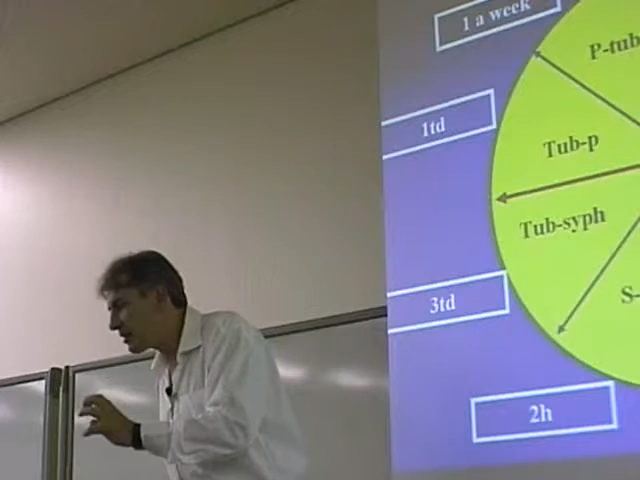 1 a week
P-tub
1td
Tub-p
Tub-syph
3td
S-
2h